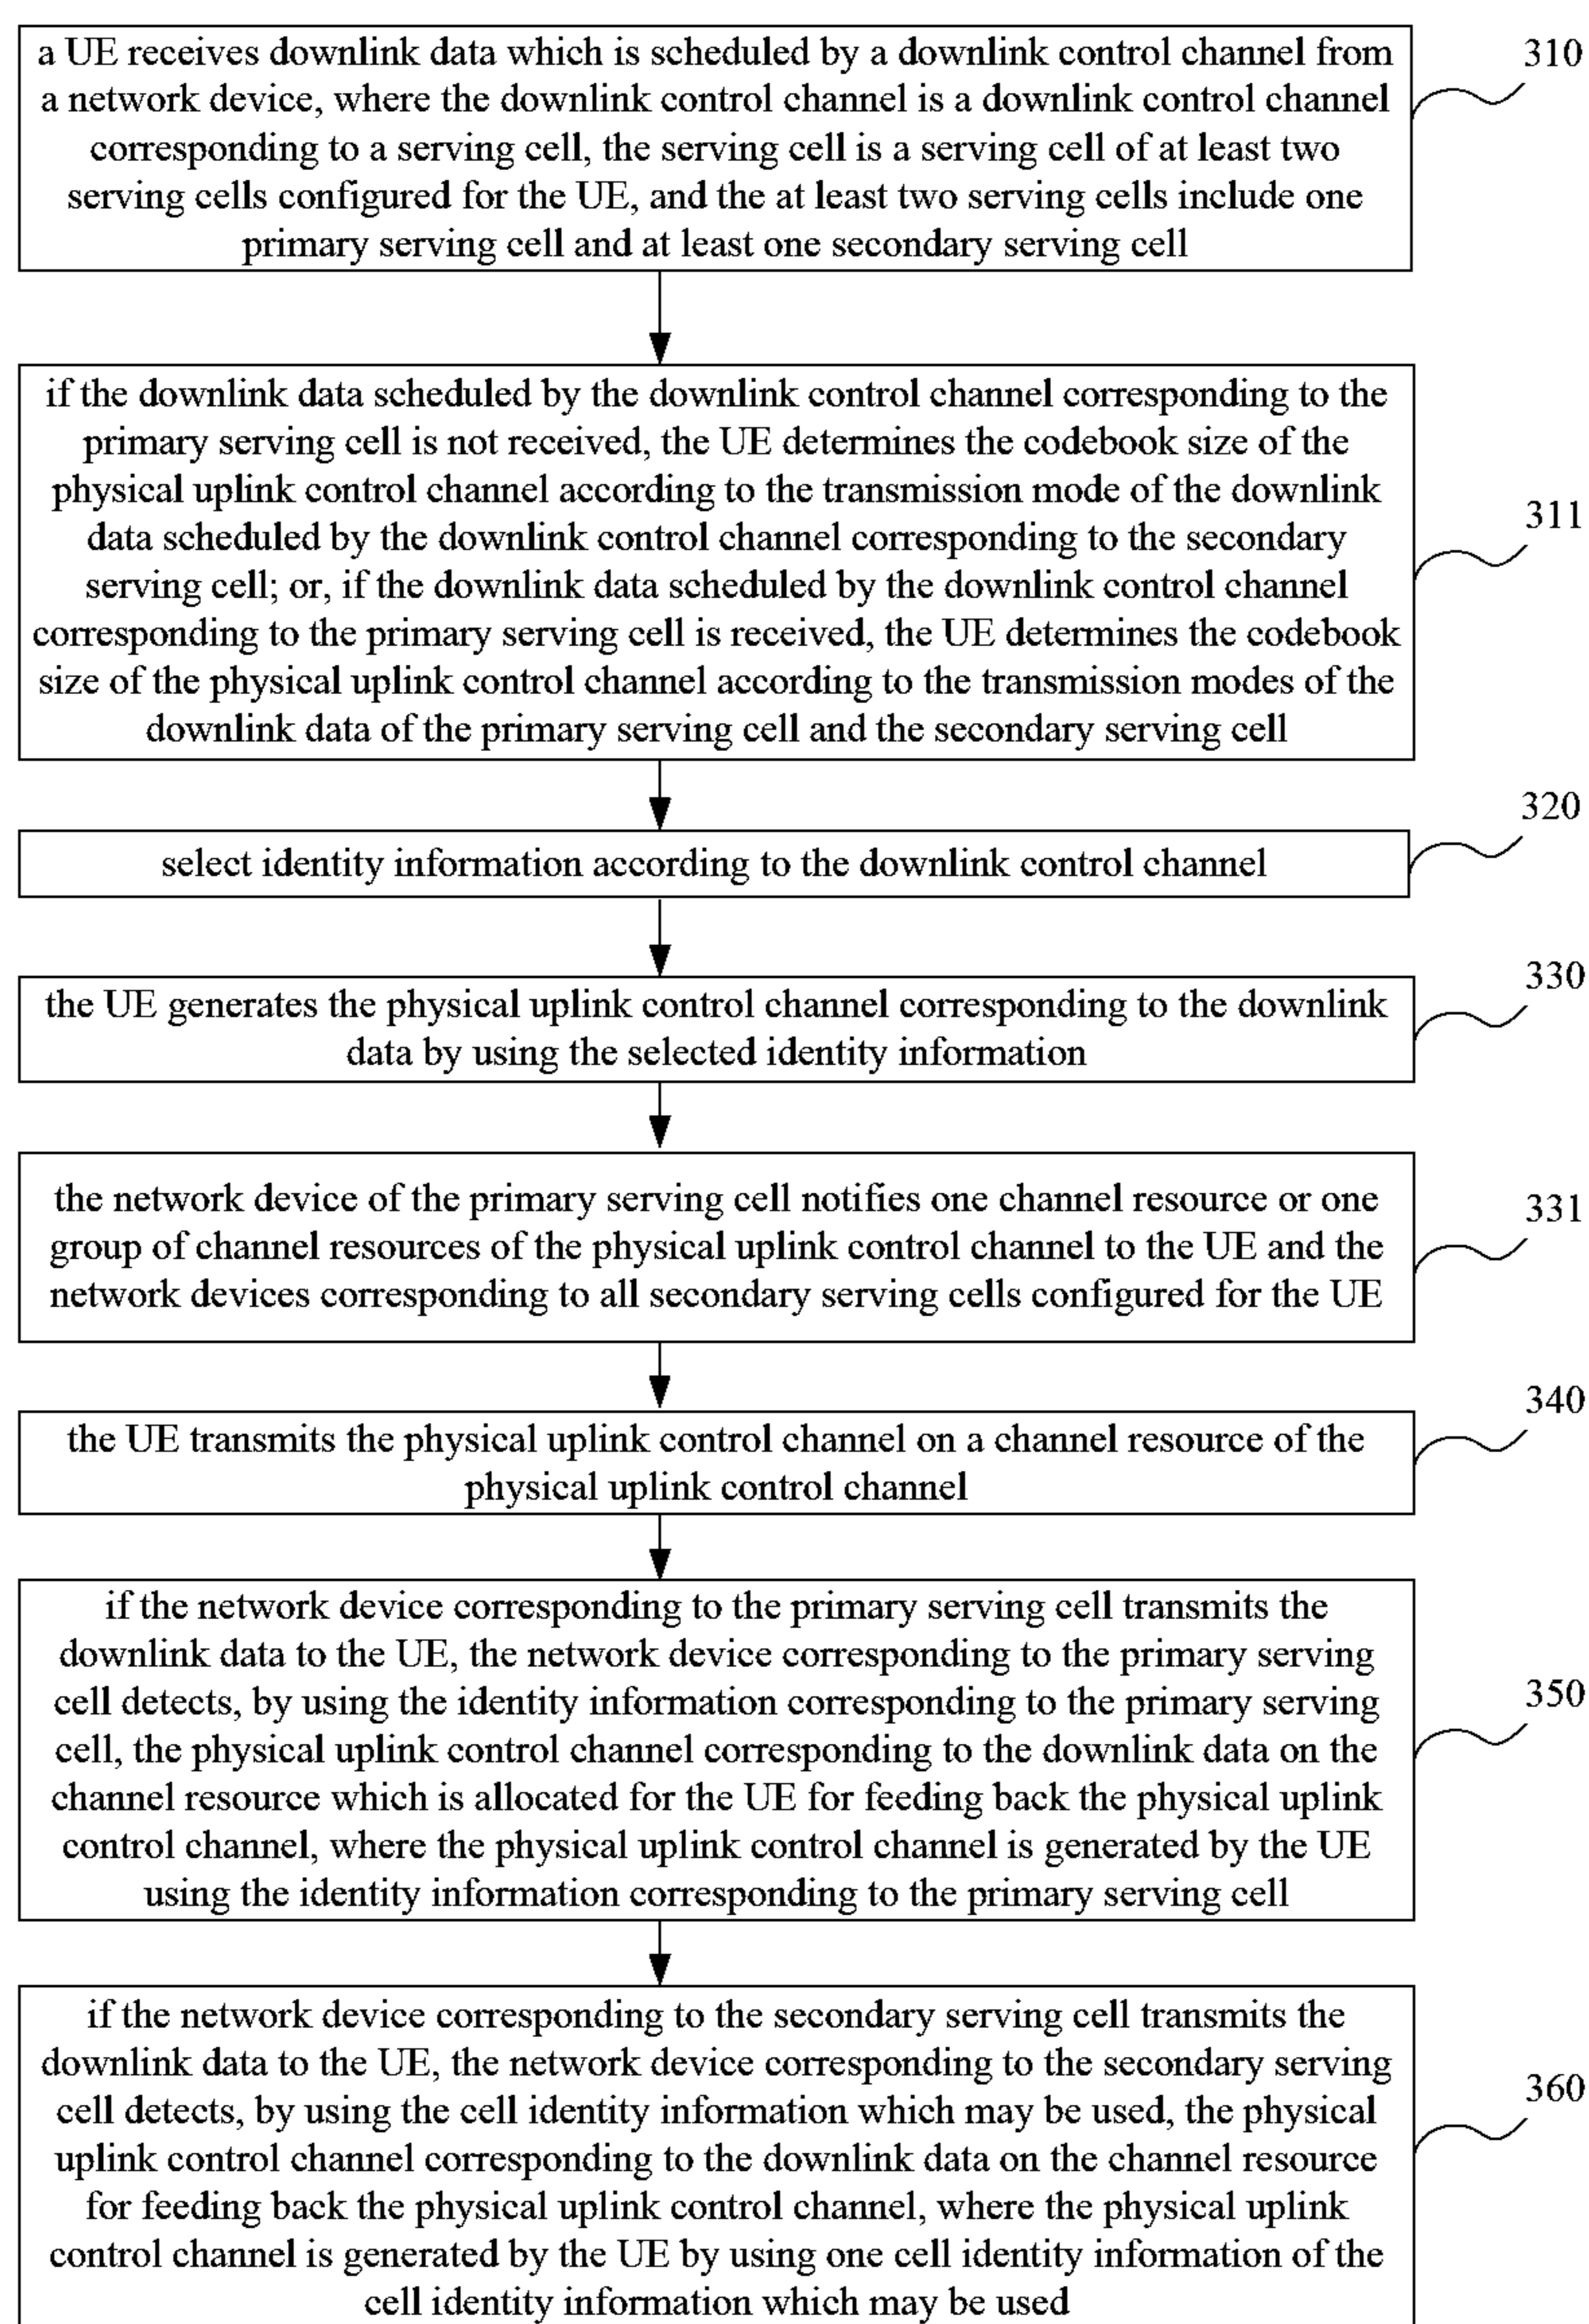 a UE receives downlink data which is scheduled by a downlink control channel from
a network device, where the downlink control channel is a downlink control channel
corresponding to a serving cell, the serving cell is a serving cell of at least two
serving cells configured for the UE, and the at least two serving cells include one
primary serving cell and at least one secondary serving cell
310
if the downlink data scheduled by the downlink control channel corresponding to the
primary serving cell is not received, the UE determines the codebook size of the
physical uplink control channel according to the transmission mode of the downlink
data scheduled by the downlink control channel corresponding to the secondary
serving cell; or, if the downlink data scheduled by the downlink control channel
corresponding to the primary serving cell is received, the UE determines the codebook
size of the physical uplink control channel according to the transmission modes of the
downlink data of the primary serving cell and the secondary serving cell
311
select identity information according to the downlink control channel
320
the UE generates the physical uplink control channel corresponding to the downlink
data by using the selected identity information
330
the network device of the primary serving cell notifies one channel resource or one
group of channel resources of the physical uplink control channel to the UE and the
network devices corresponding to all secondary serving cells configured for the UE
331
the UE transmits the physical uplink control channel on a channel resource of the
physical uplink control channel
340
if the network device corresponding to the primary serving cell transmits the
downlink data to the UE, the network device corresponding to the primary serving
cell detects, by using the identity information corresponding to the primary serving
cell, the physical uplink control channel corresponding to the downlink data on the
channel resource which is allocated for the UE for feeding back the physical uplink
control channel, where the physical uplink control channel is generated by the UE
using the identity information corresponding to the primary serving cell
350
if the network device corresponding to the secondary serving cell transmits the
downlink data to the UE, the network device corresponding to the secondary serving
cell detects, by using the cell identity information which may be used, the physical
uplink control channel corresponding to the downlink data on the channel resource
for feeding back the physical uplink control channel, where the physical uplink
control channel is generated by the UE by using one cell identity information of the
cell identity information which may be used
360